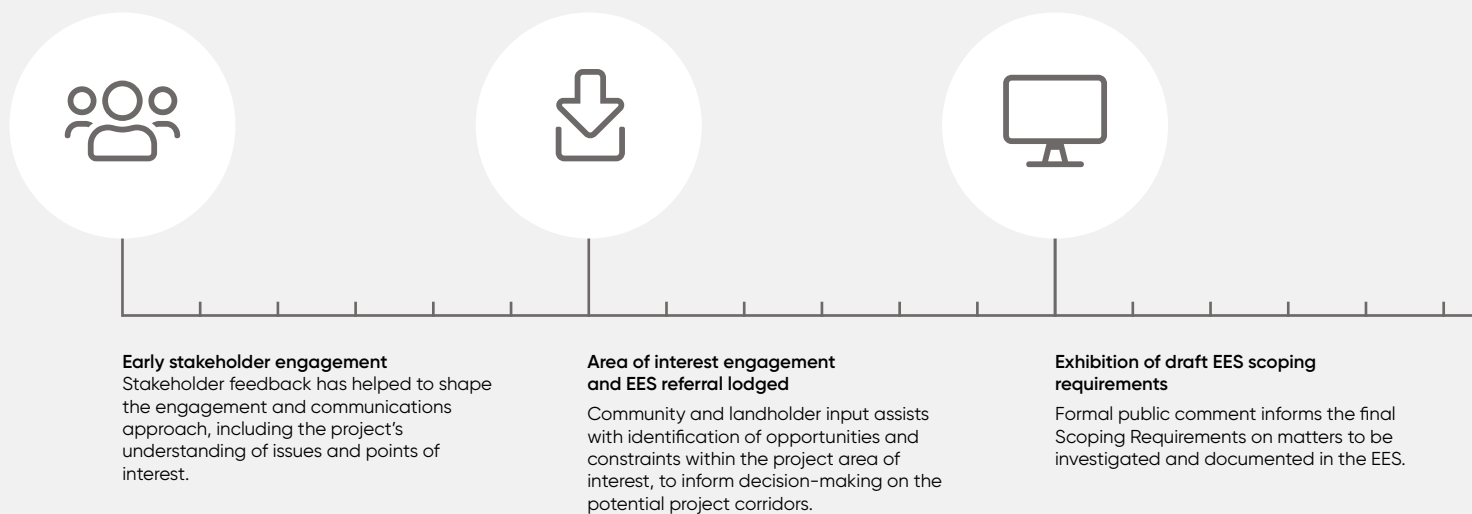 Early stakeholder engagement
Stakeholder feedback has helped to shape
the engagement and communications
approach, including the project's
understanding of issues and points of
interest.
Area of interest engagement
and EES referral lodged
Community and landholder input assists
with identification of opportunities and
constraints within the project area of
interest, to inform decision-making on the
potential project corridors.
Exhibition of draft EES scoping
requirements
Formal public comment informs the final
Scoping Requirements on matters to be
investigated and documented in the EES.